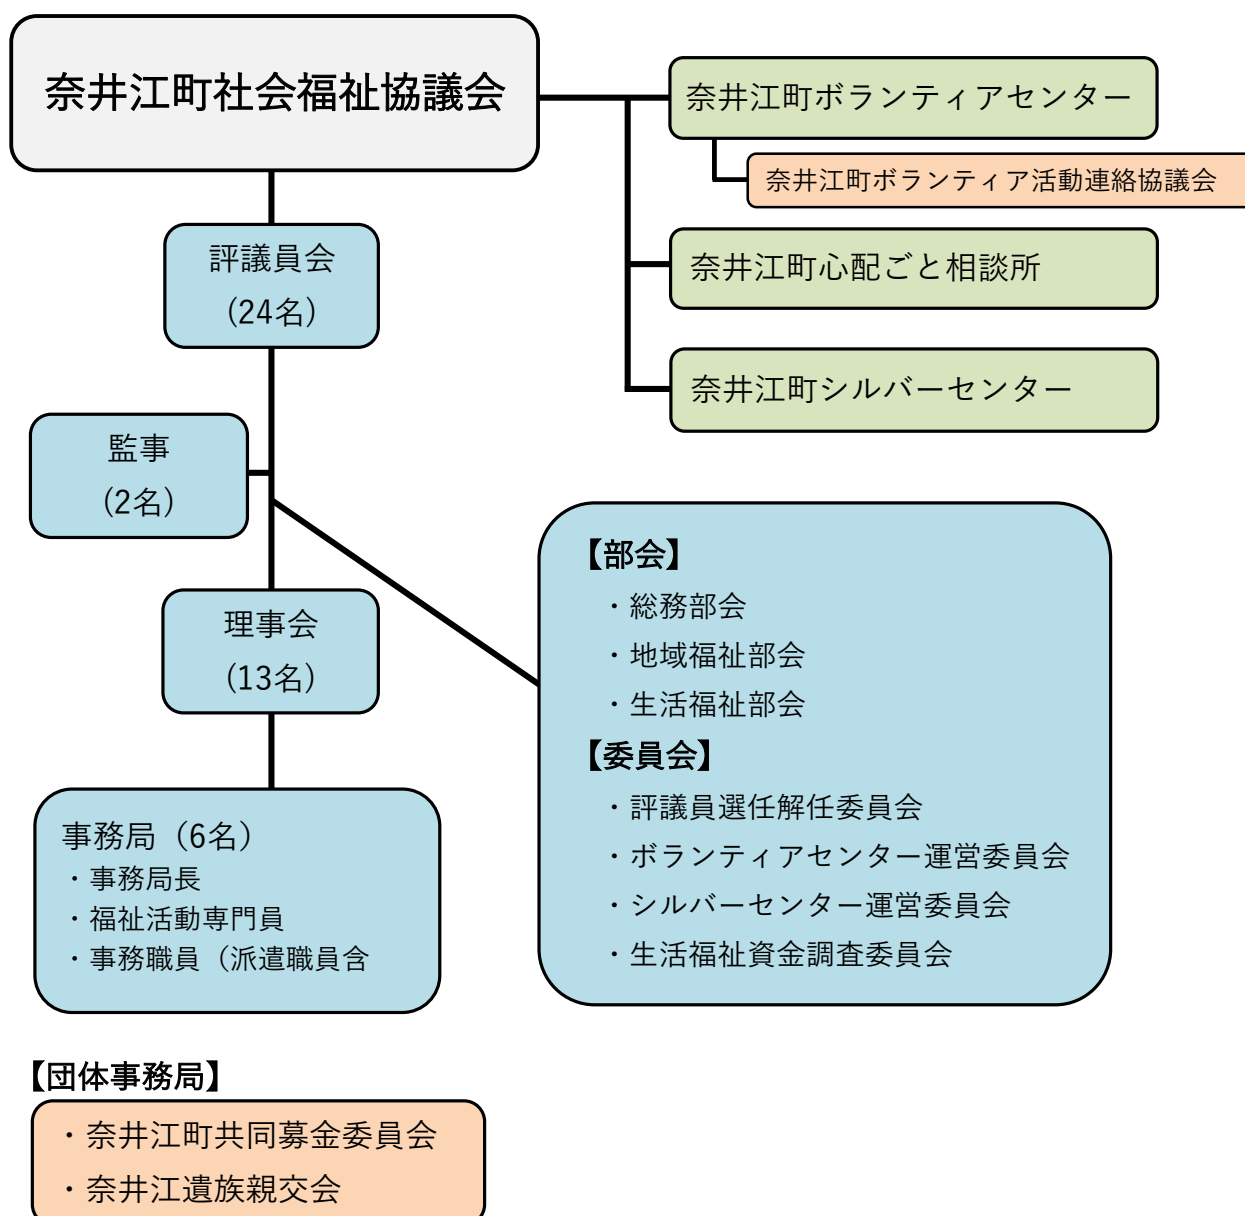 奈井江町社会福祉協議会
奈井江町ボランティアセンター
奈井江町ボランティア活動連絡協議会
奈井江町心配ごと相談所
奈井江町シルバーセンター
評議員会
(24名)
監事
(2名)
理事会
(13名)
事務局（6名）
・事務局長
・福祉活動専門員
・事務職員（派遣職員含
【部会】
・総務部会
・地域福祉部会
・生活福祉部会
【委員会】
・評議員選任解任委員会
・ボランティアセンター運営委員会
・シルバーセンター運営委員会
・生活福祉資金調査委員会
【団体事務局】
・奈井江町共同募金委員会
・奈井江遺族親交会